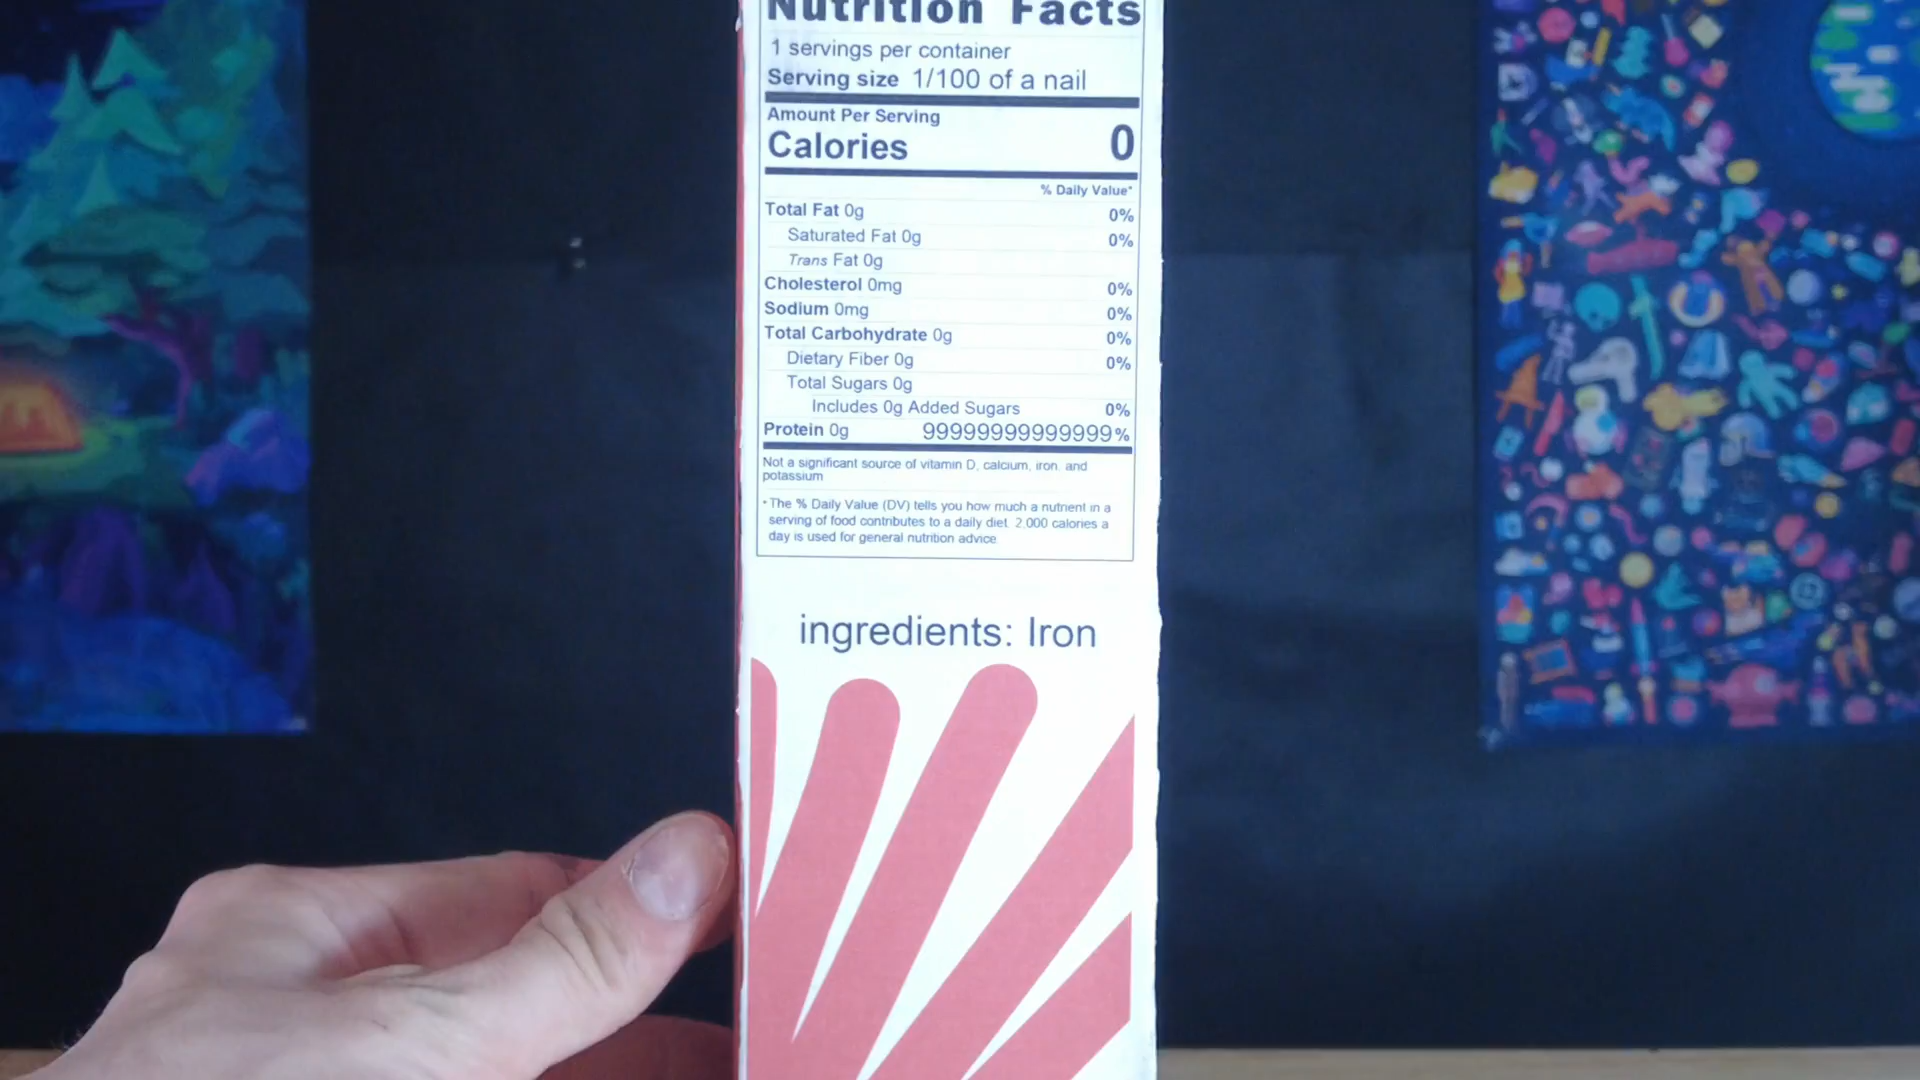 Nutrition Facts
1 servings per container
Serving size 1/100 of a nail
Amount Per Serving
Calories 0
% Daily Value*
Total Fat 0g 0%
Saturated Fat 0g 0%
Trans Fat 0g
Cholesterol 0mg 0%
Sodium 0mg 0%
Total Carbohydrate 0g 0%
Dietary Fiber 0g 0%
Total Sugars 0g
Includes 0g Added Sugars 0%
Protein 0g 99999999999999%
Not a significant source of vitamin D, calcium, iron, and
potassium
*The % Daily Value (DV) tells you how much a nutrient in a
serving of food contributes to a daily diet. 2,000 calories a
day is used for general nutrition advice.
ingredients: Iron